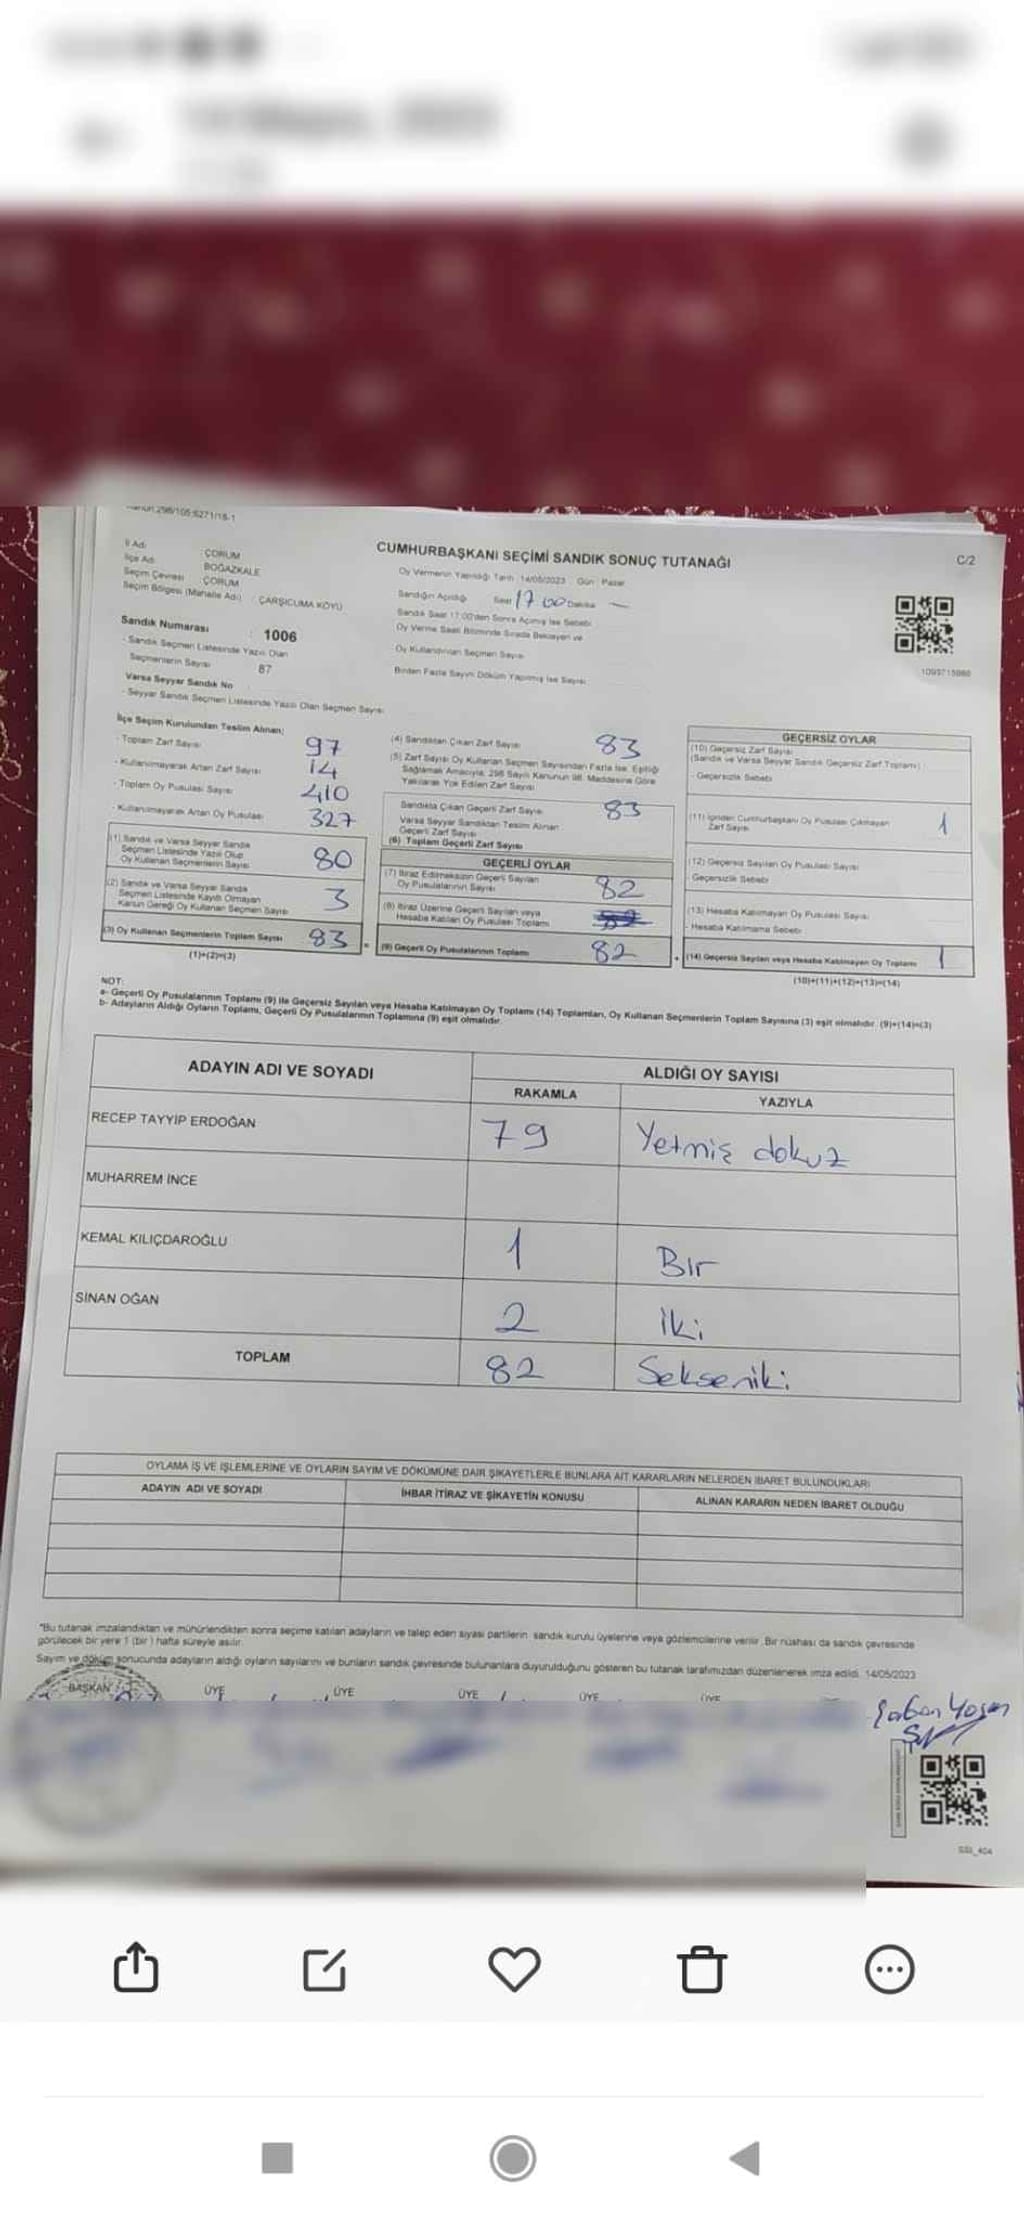 CUMHURBAŞKANI SEÇİMİ SANDIK SONUÇ TUTANAĞI
C/2
İl Adı ÇORUM
İlçe Adı BOĞAZKALE
Seçim Çevresi ÇORUM
Seçim Bölgesi (Mahalle Adı) ÇARŞICUMA KÖYÜ
Oy Vermenin Yapıldığı Tarih 14/05/2023 Gün Pazar
Sandığın Açıldığı Saat 17 00 Dakika
Sandık Saat 17:00'den Sonra Açılmış İse Sebebi
Oy Verme Saati Bitiminde Sırada Bekleyen ve
Oy Kullandırılan Seçmen Sayısı
Birden Fazla Sayım Döküm Yapılmış İse Sayısı
Sandık Numarası : 1006
- Sandık Seçmen Listesinde Yazılı Olan
Seçmenlerin Sayısı 87
Varsa Seyyar Sandık No
- Seyyar Sandık Seçmen Listesinde Yazılı Olan Seçmen Sayısı
İlçe Seçim Kurulundan Teslim Alınan;
- Toplam Zarf Sayısı 97
- Kullanılmayarak Artan Zarf Sayısı 14
- Toplam Oy Pusulası Sayısı 410
- Kullanılmayarak Artan Oy Pusulası 327
(1) Sandık ve Varsa Seyyar Sandık
Seçmen Listesinde Yazılı Olup
Oy Kullanan Seçmenlerin Sayısı 80
(2) Sandık ve Varsa Seyyar Sandık
Seçmen Listesinde Kayıtlı Olmayan
Kanun Gereği Oy Kullanan Seçmen Sayısı 3
(3) Oy Kullanan Seçmenlerin Toplam Sayısı 83
(1)+(2)=(3)
(4) Sandıktan Çıkan Zarf Sayısı 83
(5) Zarf Sayısı Oy Kullanan Seçmen Sayısından Fazla İse, Eşitliği
Sağlamak Amacıyla, 298 Sayılı Kanunun 98. Maddesine Göre
Yakılarak Yok Edilen Zarf Sayısı
Sandıkta Çıkan Geçerli Zarf Sayısı 83
Varsa Seyyar Sandıktan Teslim Alınan
Geçerli Zarf Sayısı
(6) Toplam Geçerli Zarf Sayısı
GEÇERLİ OYLAR
(7) İtiraz Edilmeksizin Geçerli Sayılan
Oy Pusulalarının Sayısı 82
(8) İtiraz Üzerine Geçerli Sayılan veya
Hesaba Katılan Oy Pusulası Toplamı
(9) Geçerli Oy Pusulalarının Toplamı 82
GEÇERSİZ OYLAR
(10) Geçersiz Zarf Sayısı
(Sandık ve Varsa Seyyar Sandık Geçersiz Zarf Toplamı)
- Geçersizlik Sebebi
(11) İçinden Cumhurbaşkanı Oy Pusulası Çıkmayan
Zarf Sayısı 1
(12) Geçersiz Sayılan Oy Pusulası Sayısı
Geçersizlik Sebebi
(13) Hesaba Katılmayan Oy Pusulası Sayısı
- Hesaba Katılmama Sebebi
(14) Geçersiz Sayılan veya Hesaba Katılmayan Oy Toplamı 1
(10)+(11)+(12)+(13)=(14)
NOT:
a- Geçerli Oy Pusulalarının Toplamı (9) ile Geçersiz Sayılan veya Hesaba Katılmayan Oy Toplamı (14) Toplamları, Oy Kullanan Seçmenlerin Toplam Sayısına (3) eşit olmalıdır. (9)+(14)=(3)
b- Adayların Aldığı Oyların Toplamı, Geçerli Oy Pusulalarının Toplamına (9) eşit olmalıdır.
ADAYIN ADI VE SOYADI
ALDIĞI OY SAYISI
RAKAMLA YAZIYLA
RECEP TAYYİP ERDOĞAN 79 Yetmiş dokuz
MUHARREM İNCE
KEMAL KILIÇDAROĞLU 1 Bir
SİNAN OĞAN 2 İki
TOPLAM 82 Sekseniki
OYLAMA İŞ VE İŞLEMLERİNE VE OYLARIN SAYIM VE DÖKÜMÜNE DAİR ŞİKAYETLERLE BUNLARA AİT KARARLARIN NELERDEN İBARET BULUNDUKLARI
ADAYIN ADI VE SOYADI İHBAR İTİRAZ VE ŞİKAYETİN KONUSU ALINAN KARARIN NEDEN İBARET OLDUĞU
*Bu tutanak imzalandıktan ve mühürlendikten sonra seçime katılan adayların ve talep eden siyasi partilerin sandık kurulu üyelerine veya gözlemcilerine verilir. Bir nüshası da sandık çevresinde
görülecek bir yere 1 (bir) hafta süreyle asılır.
Sayım ve döküm sonucunda adayların aldığı oyların sayılarını ve bunların sandık çevresinde bulunanlara duyurulduğunu gösteren bu tutanak tarafımızdan düzenlenerek imza edildi. 14/05/2023
BAŞKAN ÜYE ÜYE ÜYE ÜYE ÜYE